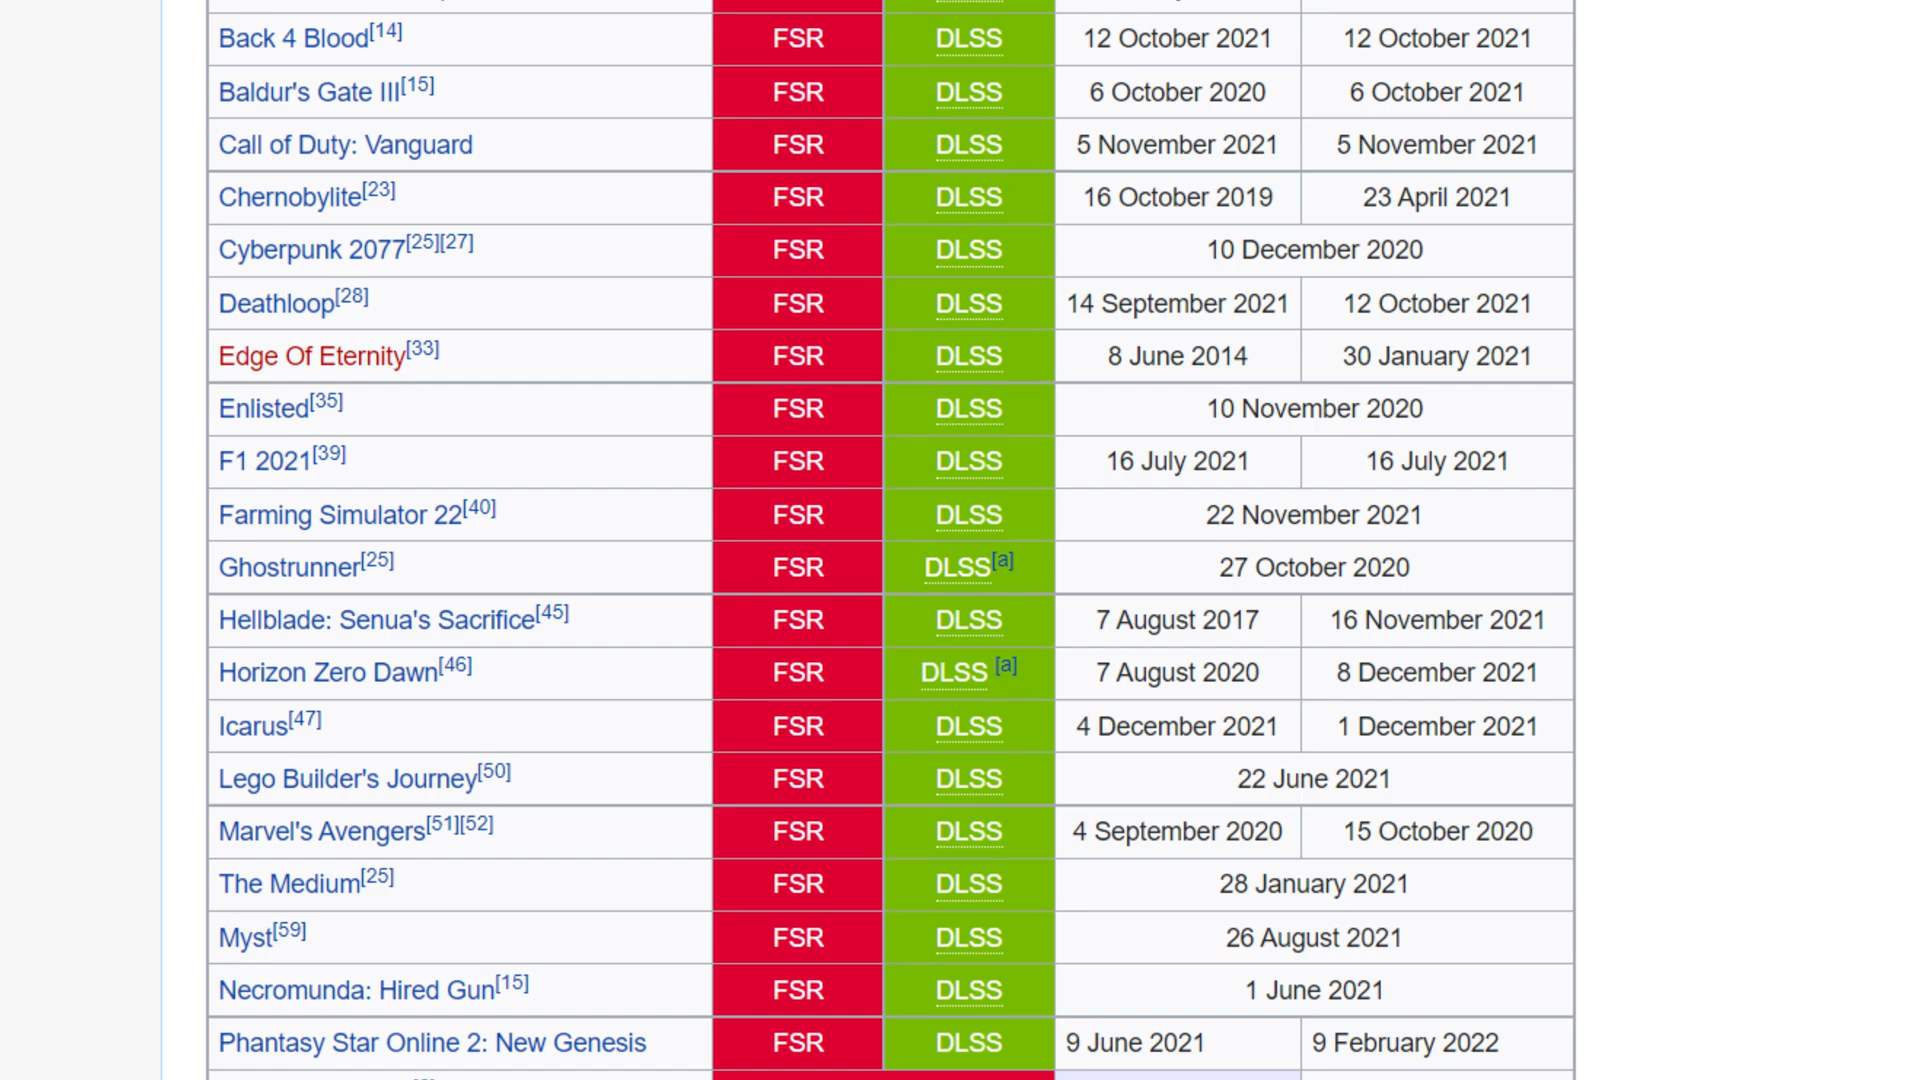 Back 4 Blood[14] FSR DLSS 12 October 2021 12 October 2021
Baldur's Gate III[15] FSR DLSS 6 October 2020 6 October 2021
Call of Duty: Vanguard FSR DLSS 5 November 2021 5 November 2021
Chernobylite[23] FSR DLSS 16 October 2019 23 April 2021
Cyberpunk 2077[25][27] FSR DLSS 10 December 2020
Deathloop[28] FSR DLSS 14 September 2021 12 October 2021
Edge Of Eternity[33] FSR DLSS 8 June 2014 30 January 2021
Enlisted[35] FSR DLSS 10 November 2020
F1 2021[39] FSR DLSS 16 July 2021 16 July 2021
Farming Simulator 22[40] FSR DLSS 22 November 2021
Ghostrunner[25] FSR DLSS[a] 27 October 2020
Hellblade: Senua's Sacrifice[45] FSR DLSS 7 August 2017 16 November 2021
Horizon Zero Dawn[46] FSR DLSS [a] 7 August 2020 8 December 2021
Icarus[47] FSR DLSS 4 December 2021 1 December 2021
Lego Builder's Journey[50] FSR DLSS 22 June 2021
Marvel's Avengers[51][52] FSR DLSS 4 September 2020 15 October 2020
The Medium[25] FSR DLSS 28 January 2021
Myst[59] FSR DLSS 26 August 2021
Necromunda: Hired Gun[15] FSR DLSS 1 June 2021
Phantasy Star Online 2: New Genesis FSR DLSS 9 June 2021 9 February 2022